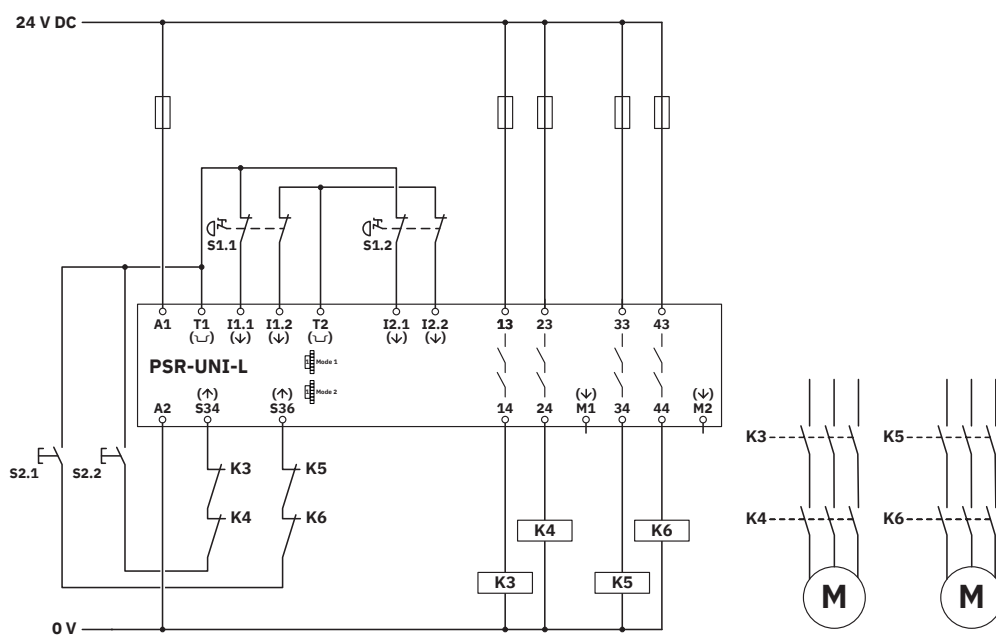 24 V DC
S1.1
S1.2
A1 T1 I1.1 I1.2 T2 I2.1 I2.2 13 23 33 43
PSR-UNI-L
1 Mode 1
1 Mode 2
A2 S34 S36 14 24 M1 34 44 M2
S2.1 S2.2
K3 K5
K4 K6
K4 K6
K3 K5
0 V
K3 K5
K4 K6
M M